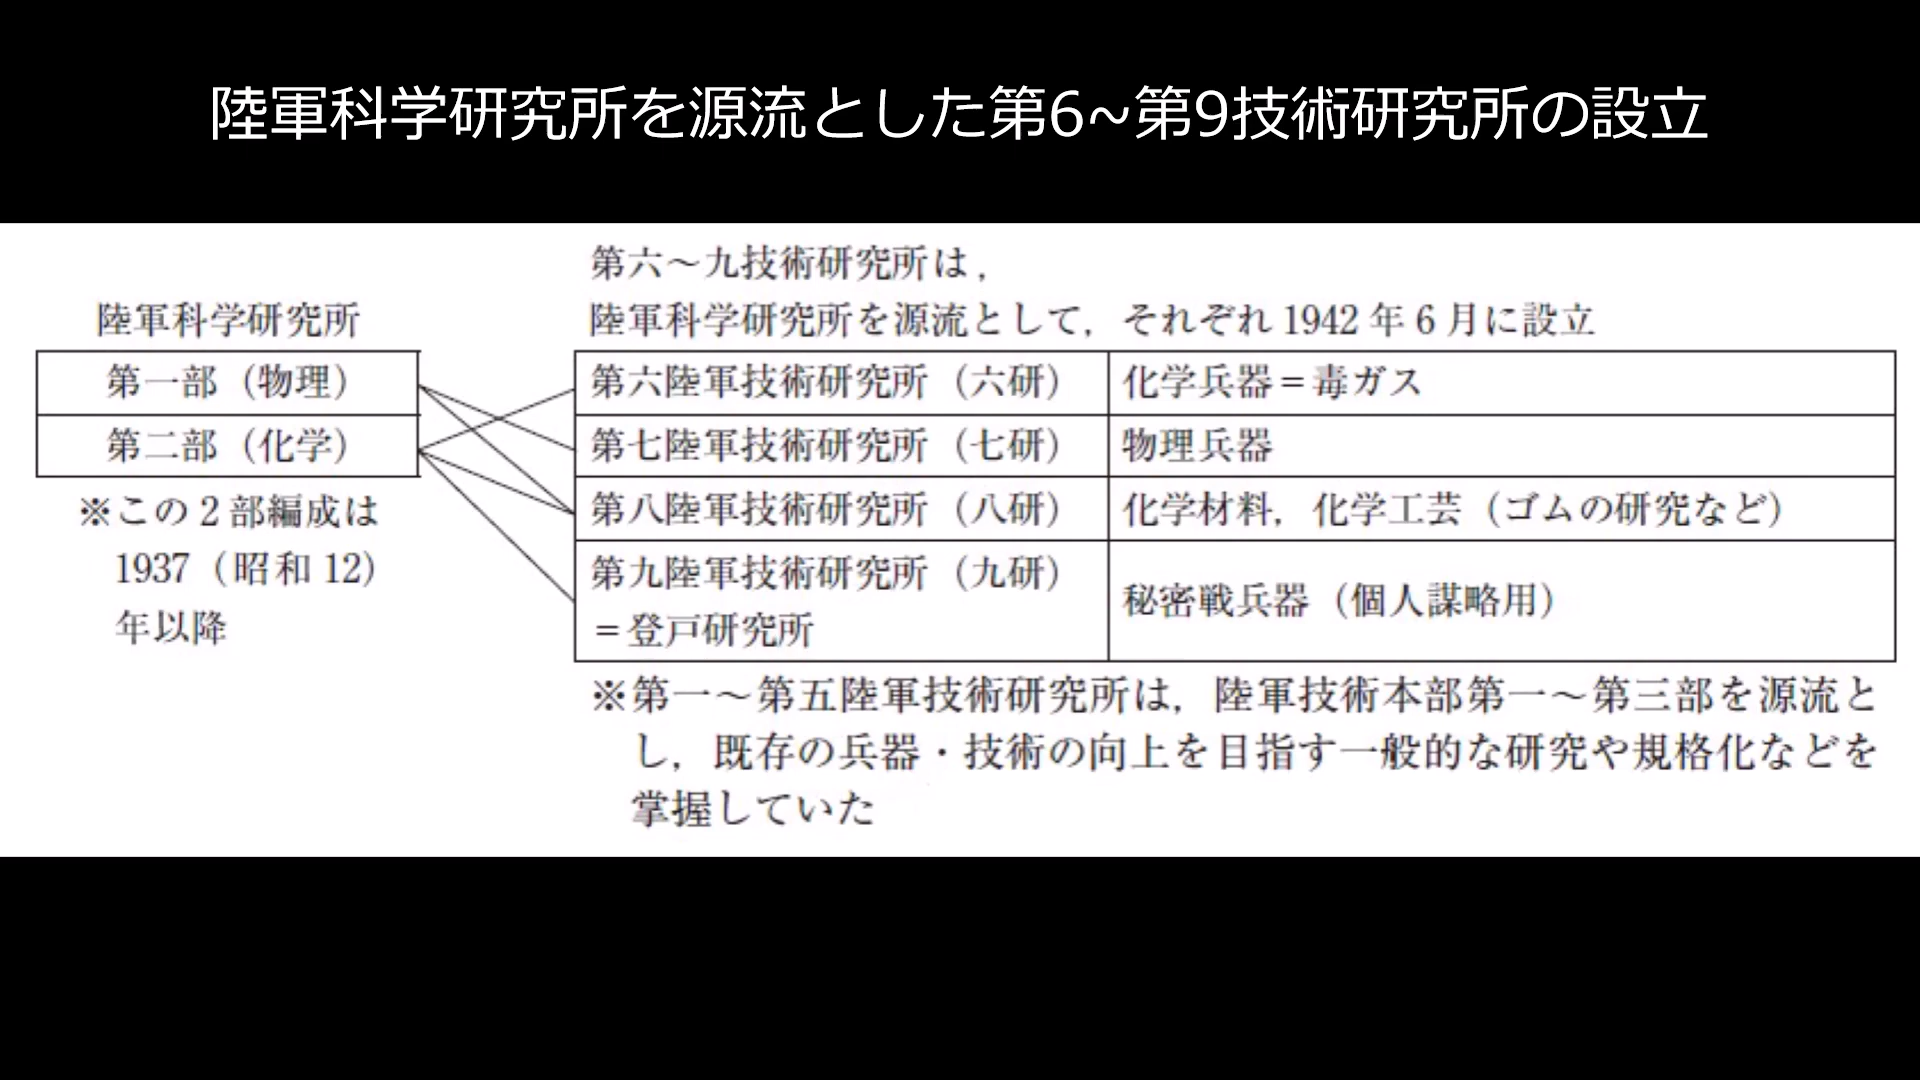 陸軍科学研究所を源流とした第6~第9技術研究所の設立
第六～九技術研究所は，
陸軍科学研究所を源流として，それぞれ 1942 年 6 月に設立
陸軍科学研究所
第一部（物理）
第二部（化学）
※この 2 部編成は
1937（昭和 12）
年以降
第六陸軍技術研究所（六研） 化学兵器＝毒ガス
第七陸軍技術研究所（七研） 物理兵器
第八陸軍技術研究所（八研） 化学材料，化学工芸（ゴムの研究など）
第九陸軍技術研究所（九研）
＝登戸研究所
秘密戦兵器（個人謀略用）
※第一～第五陸軍技術研究所は，陸軍技術本部第一～第三部を源流と
し，既存の兵器・技術の向上を目指す一般的な研究や規格化などを
掌握していた